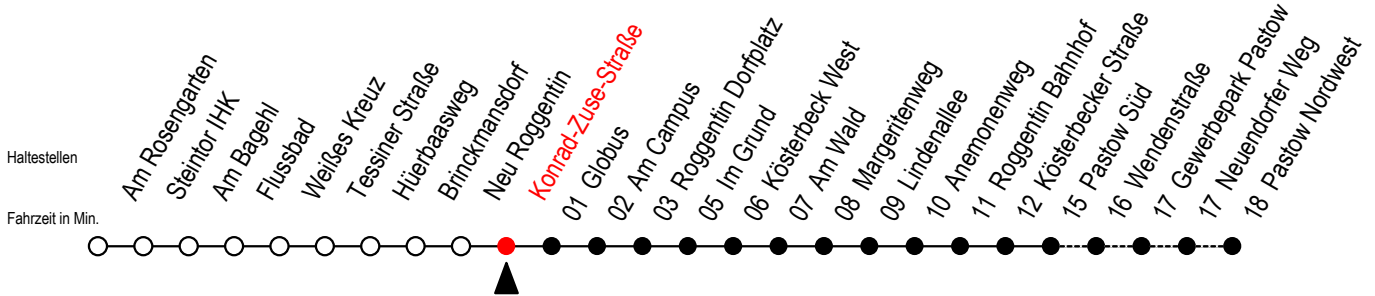 Haltestellen
Fahrzeit in Min.
Am Rosengarten
Steintor IHK
Am Bagehl
Flussbad
Weißes Kreuz
Tessiner Straße
Hüerbaasweg
Brinckmansdorf
Neu Roggentin
Konrad-Zuse-Straße
01 Globus
02 Am Campus
03 Roggentin Dorfplatz
05 Im Grund
06 Kösterbeck West
07 Am Wald
08 Margeritenweg
09 Lindenallee
10 Anemonenweg
11 Roggentin Bahnhof
12 Kösterbecker Straße
15 Pastow Süd
16 Wendenstraße
17 Gewerbepark Pastow
17 Neuendorfer Weg
18 Pastow Nordwest